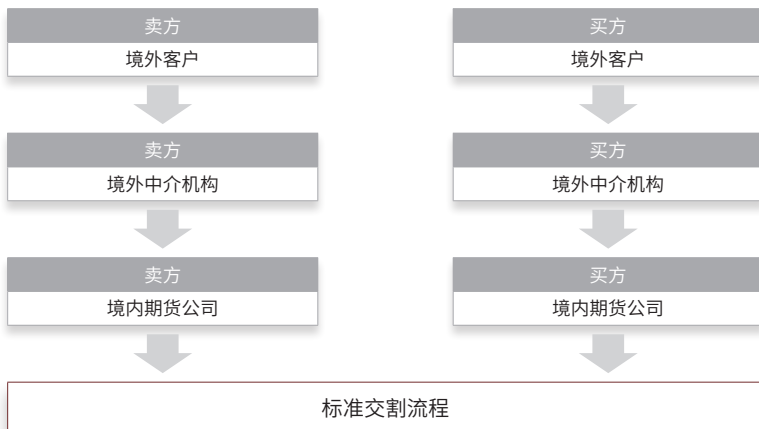 卖方
境外客户
买方
境外客户
卖方
境外中介机构
买方
境外中介机构
卖方
境内期货公司
买方
境内期货公司
标准交割流程